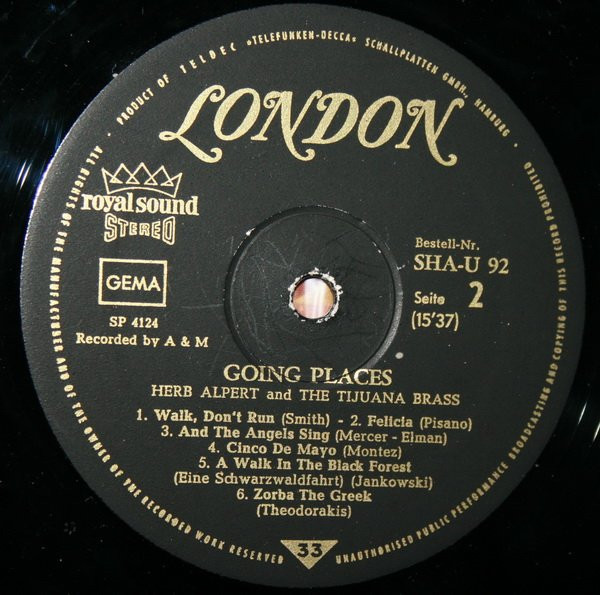 ALL RIGHTS OF THE MANUFACTURER AND OF THE OWNER OF THE RECORDED WORK RESERVED
PRODUCT OF TELDEC »TELEFUNKEN-DECCA« SCHALLPLATTEN GMBH., HAMBURG ·
UNAUTHORISED PUBLIC PERFORMANCE BROADCASTING AND COPYING OF THIS RECORD PROHIBITED
LONDON
royal sound
STEREO
GEMA
SP 4124
Recorded by A & M
Bestell-Nr.
SHA-U 92
Seite 2
(15'37)
GOING PLACES
HERB ALPERT and THE TIJUANA BRASS
1. Walk, Don't Run (Smith) - 2. Felicia (Pisano)
3. And The Angels Sing (Mercer - Elman)
4. Cinco De Mayo (Montez)
5. A Walk In The Black Forest
(Eine Schwarzwaldfahrt) (Jankowski)
6. Zorba The Greek
(Theodorakis)
33